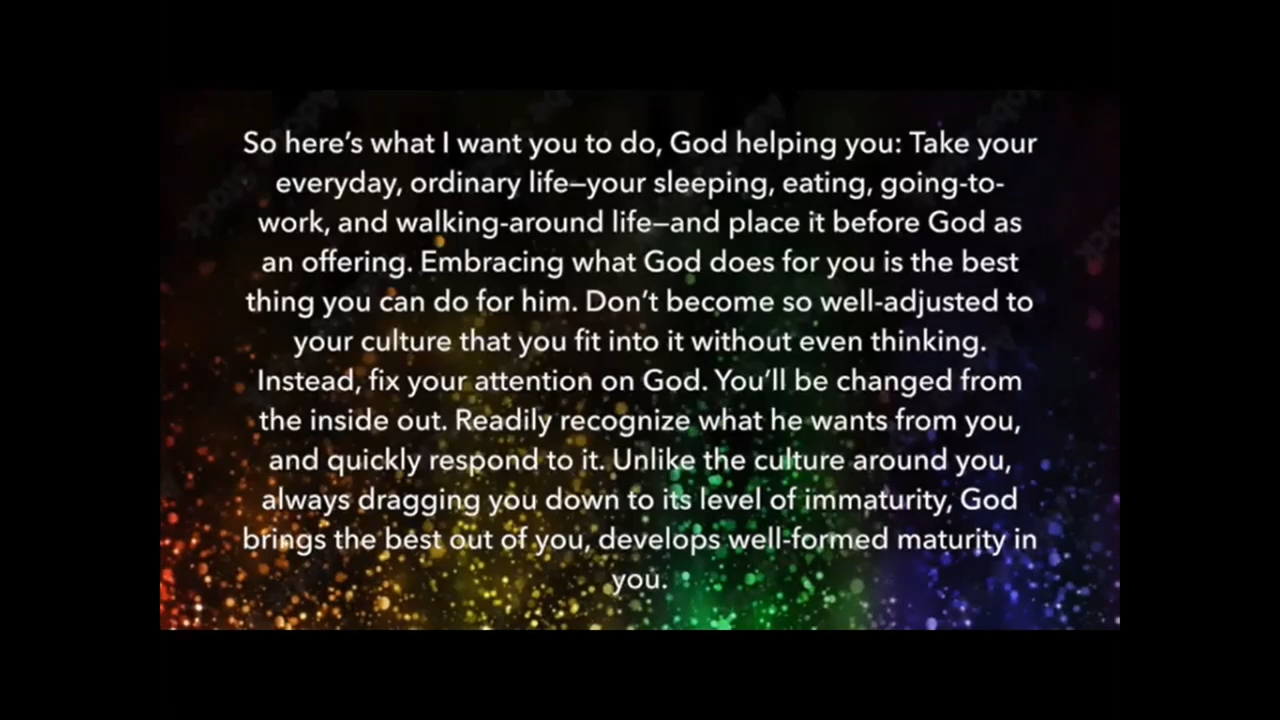 So here’s what I want you to do, God helping you: Take your
everyday, ordinary life—your sleeping, eating, going-to-
work, and walking-around life—and place it before God as
an offering. Embracing what God does for you is the best
thing you can do for him. Don’t become so well-adjusted to
your culture that you fit into it without even thinking.
Instead, fix your attention on God. You’ll be changed from
the inside out. Readily recognize what he wants from you,
and quickly respond to it. Unlike the culture around you,
always dragging you down to its level of immaturity, God
brings the best out of you, develops well-formed maturity in
you.